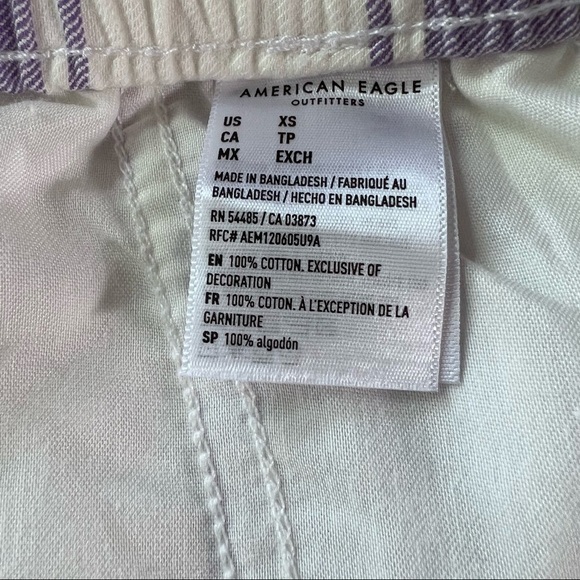 AMERICAN EAGLE
OUTFITTERS
US XS
CA TP
MX EXCH
MADE IN BANGLADESH / FABRIQUÉ AU
BANGLADESH / HECHO EN BANGLADESH
RN 54485 / CA 03873
RFC# AEM120605U9A
EN 100% COTTON. EXCLUSIVE OF
DECORATION
FR 100% COTON. À L'EXCEPTION DE LA
GARNITURE
SP 100% algodón